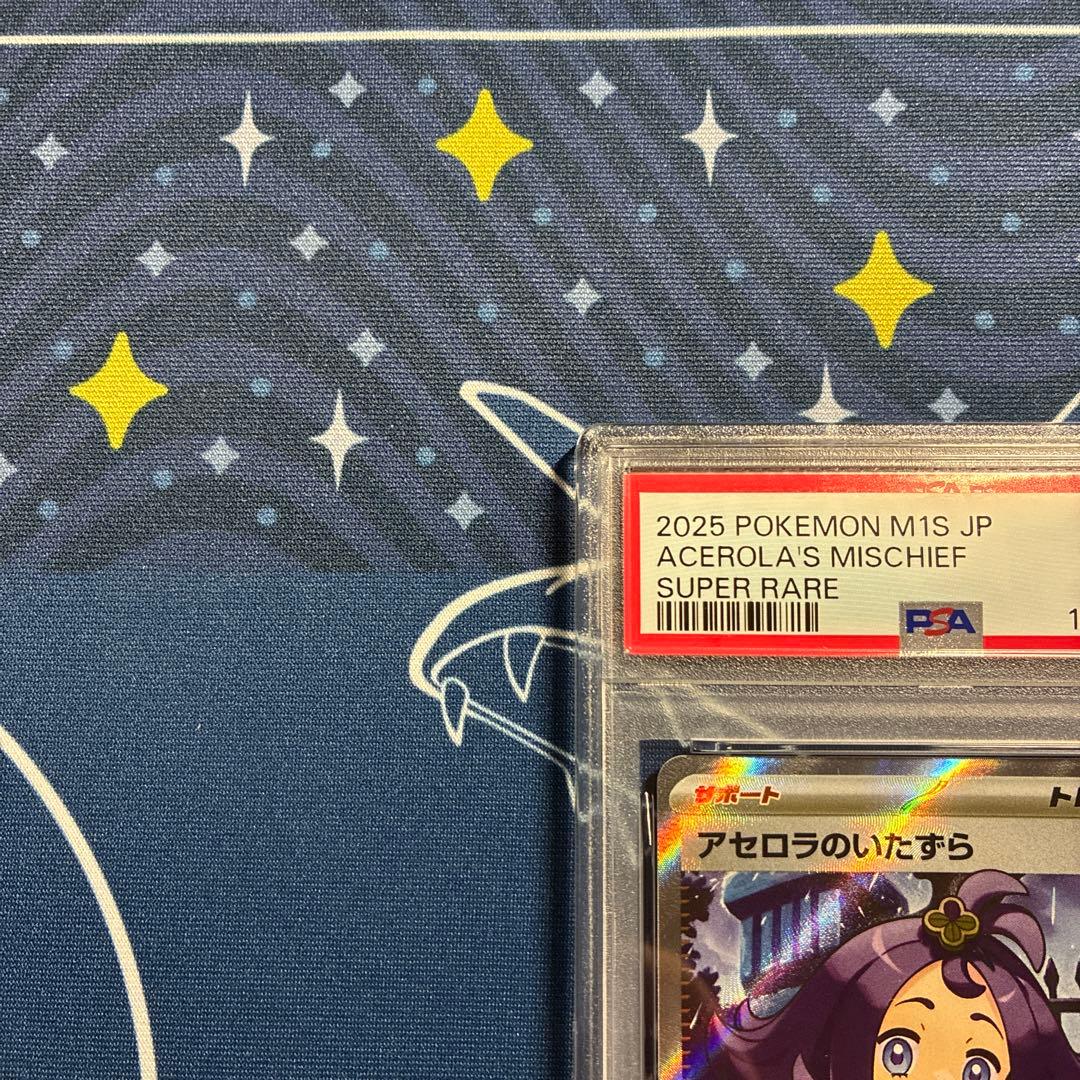 2025 POKEMON M1S JP
ACEROLA'S MISCHIEF
SUPER RARE
PSA
サポート
アセロラのいたずら